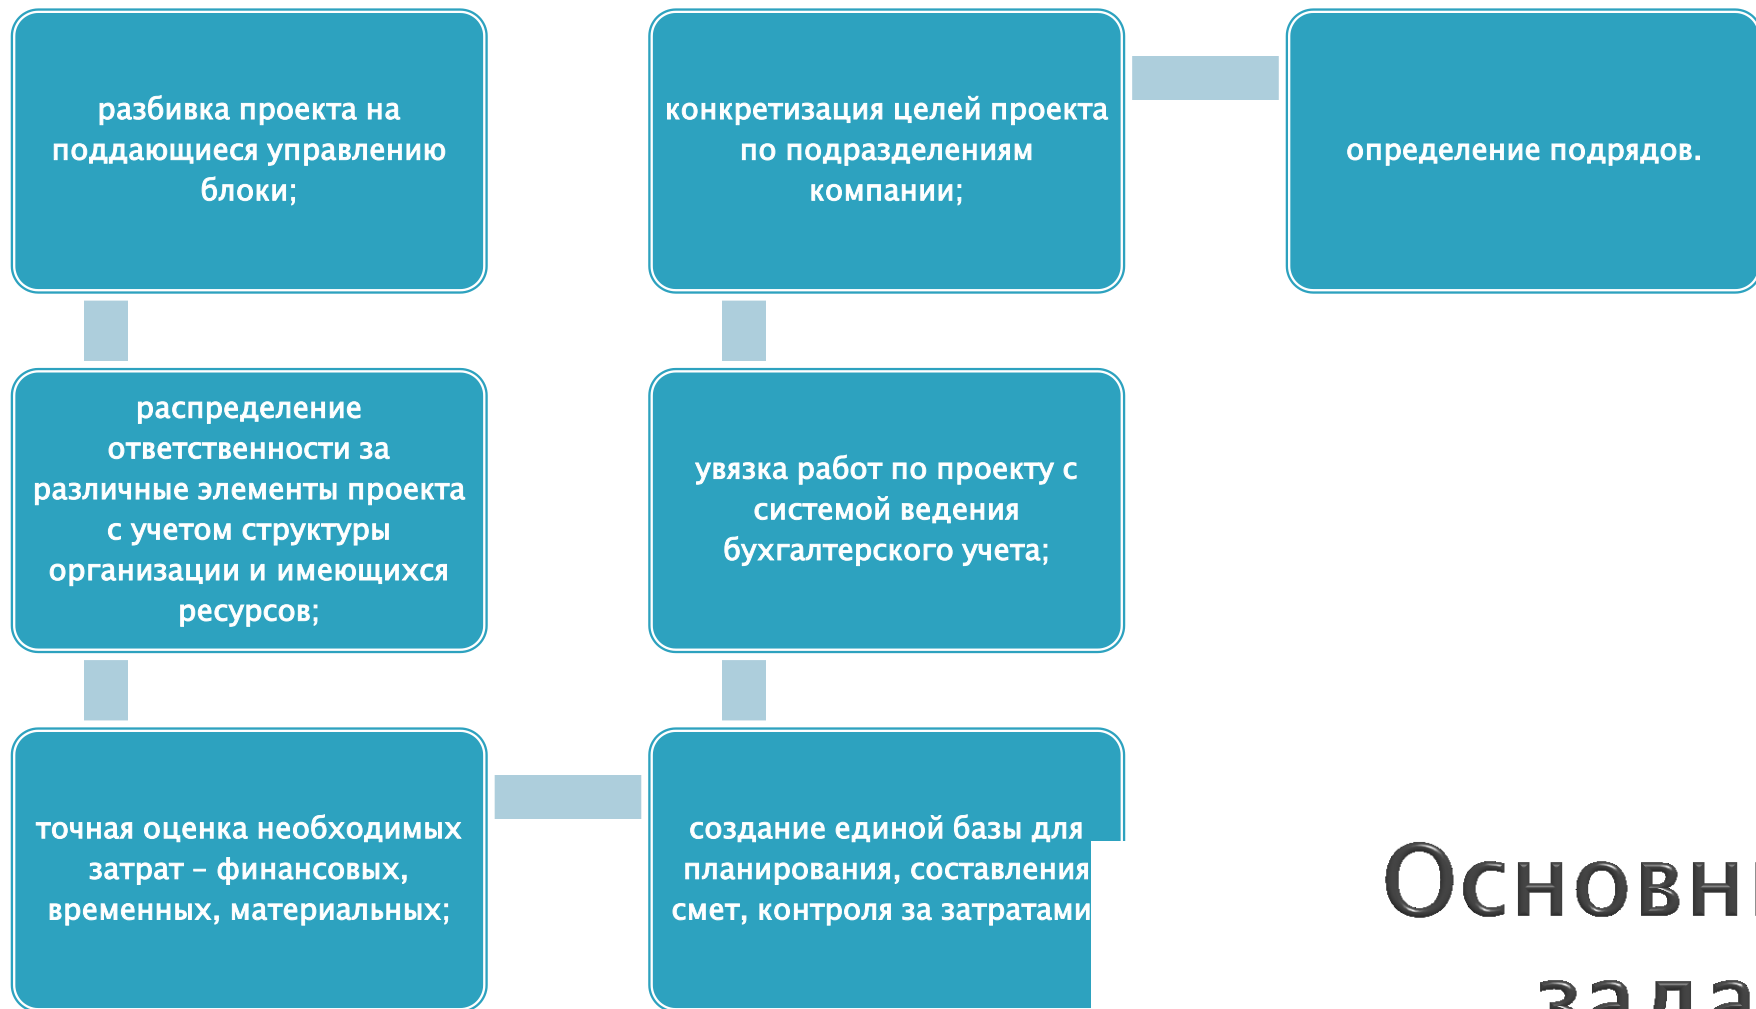 разбивка проекта на
поддающиеся управлению
блоки;
распределение
ответственности за
различные элементы проекта
с учетом структуры
организации и имеющихся
ресурсов;
точная оценка необходимых
затрат – финансовых,
временных, материальных;
создание единой базы для
планирования, составления
смет, контроля за затратами
увязка работ по проекту с
системой ведения
бухгалтерского учета;
конкретизация целей проекта
по подразделениям
компании;
определение подрядов.